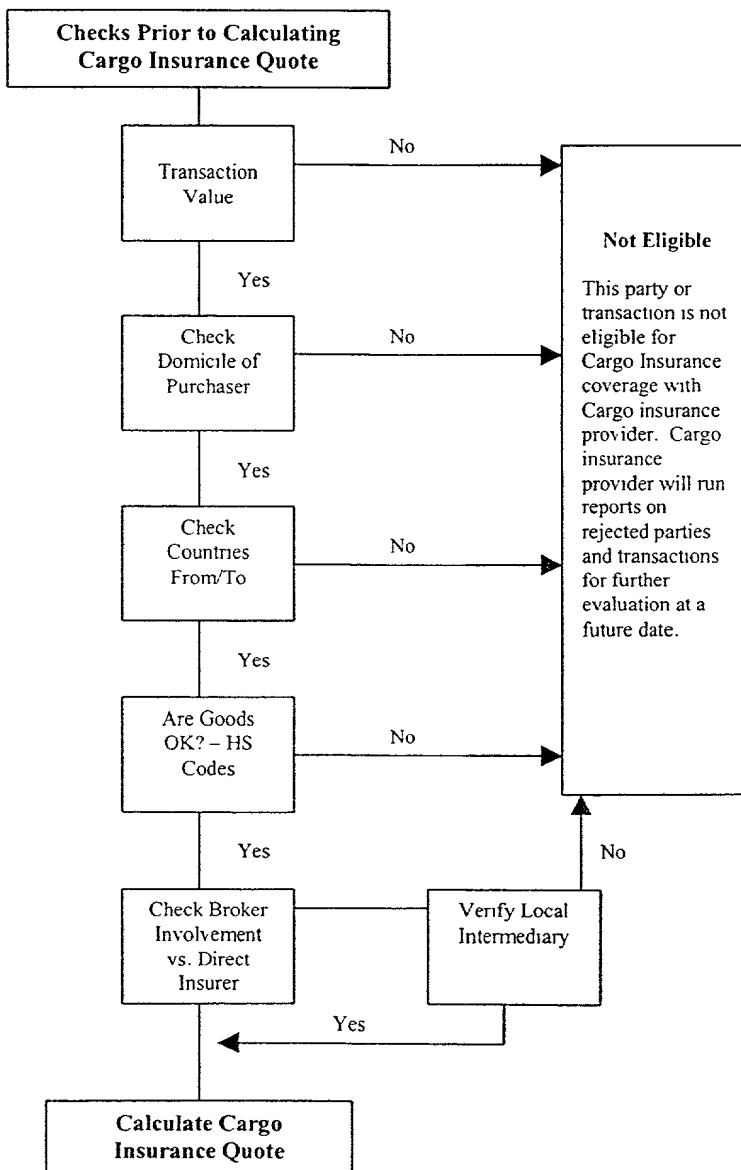 Checks Prior to Calculating
Cargo Insurance Quote
Transaction
Value
No
Yes
Check
Domicile of
Purchaser
No
Yes
Check
Countries
From/To
No
Yes
Are Goods
OK? – HS
Codes
No
Yes
Check Broker
Involvement
vs. Direct
Insurer
Verify Local
Intermediary
No
Yes
Not Eligible
This party or
transaction is not
eligible for
Cargo Insurance
coverage with
Cargo insurance
provider. Cargo
insurance
provider will run
reports on
rejected parties
and transactions
for further
evaluation at a
future date.
Calculate Cargo
Insurance Quote